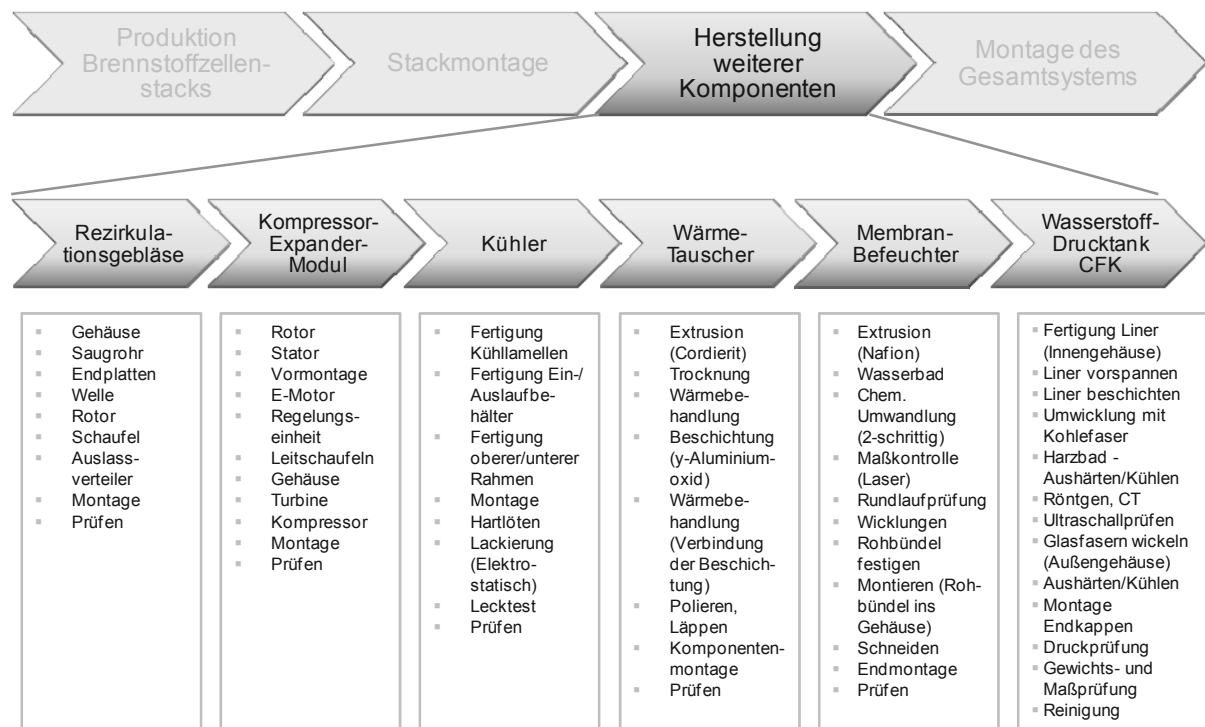 Produktion
Brennstoffzellen-
stacks
Stackmontage
Herstellung
weiterer
Komponenten
Montage des
Gesamtsystems
Rezirkula-
tionsgebläse
Kompressor-
Expander-
Modul
Kühler
Wärme-
Tauscher
Membran-
Befeuchter
Wasserstoff-
Drucktank
CFK
Gehäuse
Saugrohr
Endplatten
Welle
Rotor
Schaufel
Auslass-
verteiler
Montage
Prüfen
Rotor
Stator
Vormontage
E-Motor
Regelungs-
einheit
Leitschaufeln
Gehäuse
Turbine
Kompressor
Montage
Prüfen
Fertigung
Kühllamellen
Fertigung Ein-/
Auslaufbe-
hälter
Fertigung
oberer/unterer
Rahmen
Montage
Hartlöten
Lackierung
(Elektro-
statisch)
Lecktest
Prüfen
Extrusion
(Cordierit)
Trocknung
Wärmebe-
handlung
Beschichtung
(y-Aluminium-
oxid)
Wärmebe-
handlung
(Verbindung
der Beschich-
tung)
Polieren,
Läppen
Komponenten-
montage
Prüfen
Extrusion
(Nafion)
Wasserbad
Chem.
Umwandlung
(2-schrittig)
Maßkontrolle
(Laser)
Rundlaufprüfung
Wicklungen
Rohbündel
festigen
Montieren (Roh-
bündel ins
Gehäuse)
Schneiden
Endmontage
Prüfen
Fertigung Liner
(Innengehäuse)
Liner vorspannen
Liner beschichten
Umwicklung mit
Kohlefaser
Harzbad -
Aushärten/Kühlen
Röntgen, CT
Ultraschallprüfen
Glasfasern wickeln
(Außengehäuse)
Aushärten/Kühlen
Montage
Endkappen
Druckprüfung
Gewichts- und
Maßprüfung
Reinigung